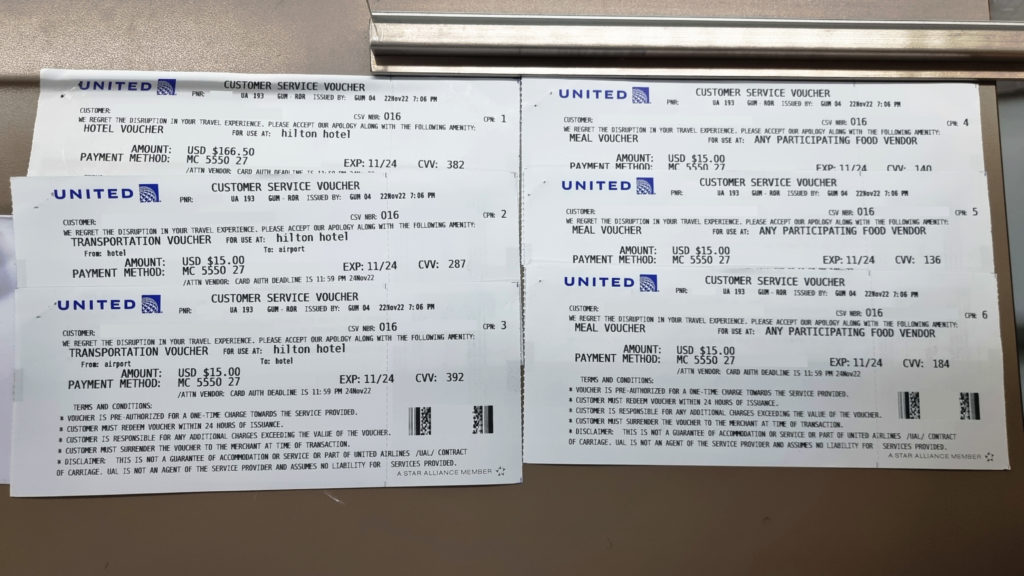 UNITED CUSTOMER SERVICE VOUCHER
PNR: UA 193 GUM - ROR ISSUED BY: GUM 04 22Nov22 7:06 PM
CUSTOMER: CSV NBR: 016 CPN: 1
WE REGRET THE DISRUPTION IN YOUR TRAVEL EXPERIENCE. PLEASE ACCEPT OUR APOLOGY ALONG WITH THE FOLLOWING AMENITY:
HOTEL VOUCHER FOR USE AT: hilton hotel
AMOUNT: USD $166.50
PAYMENT METHOD: MC 5550 27 EXP: 11/24 CVV: 382
/ATTN VENDOR: CARD AUTH DEADLINE IS 11:59 PM 24Nov22
UNITED CUSTOMER SERVICE VOUCHER
PNR: UA 193 GUM - ROR ISSUED BY: GUM 04 22Nov22 7:06 PM
CUSTOMER: CSV NBR: 016 CPN: 2
WE REGRET THE DISRUPTION IN YOUR TRAVEL EXPERIENCE. PLEASE ACCEPT OUR APOLOGY ALONG WITH THE FOLLOWING AMENITY:
TRANSPORTATION VOUCHER FOR USE AT: hilton hotel
From: hotel To: airport
AMOUNT: USD $15.00
PAYMENT METHOD: MC 5550 27 EXP: 11/24 CVV: 287
/ATTN VENDOR: CARD AUTH DEADLINE IS 11:59 PM 24Nov22
UNITED CUSTOMER SERVICE VOUCHER
PNR: UA 193 GUM - ROR ISSUED BY: GUM 04 22Nov22 7:06 PM
CUSTOMER: CSV NBR: 016 CPN: 3
WE REGRET THE DISRUPTION IN YOUR TRAVEL EXPERIENCE. PLEASE ACCEPT OUR APOLOGY ALONG WITH THE FOLLOWING AMENITY:
TRANSPORTATION VOUCHER FOR USE AT: hilton hotel
From: airport To: hotel
AMOUNT: USD $15.00
PAYMENT METHOD: MC 5550 27 EXP: 11/24 CVV: 392
/ATTN VENDOR: CARD AUTH DEADLINE IS 11:59 PM 24Nov22
TERMS AND CONDITIONS:
* VOUCHER IS PRE-AUTHORIZED FOR A ONE-TIME CHARGE TOWARDS THE SERVICE PROVIDED.
* CUSTOMER MUST REDEEM VOUCHER WITHIN 24 HOURS OF ISSUANCE.
* CUSTOMER IS RESPONSIBLE FOR ANY ADDITIONAL CHARGES EXCEEDING THE VALUE OF THE VOUCHER.
* CUSTOMER MUST SURRENDER THE VOUCHER TO THE MERCHANT AT TIME OF TRANSACTION.
* DISCLAIMER: THIS IS NOT A GUARANTEE OF ACCOMMODATION OR SERVICE OR PART OF UNITED AIRLINES /UAL/ CONTRACT
OF CARRIAGE. UAL IS NOT AN AGENT OF THE SERVICE PROVIDER AND ASSUMES NO LIABILITY FOR SERVICES PROVIDED.
A STAR ALLIANCE MEMBER
UNITED CUSTOMER SERVICE VOUCHER
PNR: UA 193 GUM - ROR ISSUED BY: GUM 04 22Nov22 7:06 PM
CUSTOMER: CSV NBR: 016 CPN: 4
WE REGRET THE DISRUPTION IN YOUR TRAVEL EXPERIENCE. PLEASE ACCEPT OUR APOLOGY ALONG WITH THE FOLLOWING AMENITY:
MEAL VOUCHER FOR USE AT: ANY PARTICIPATING FOOD VENDOR
AMOUNT: USD $15.00
PAYMENT METHOD: MC 5550 27 EXP: 11/24 CVV: 140
UNITED CUSTOMER SERVICE VOUCHER
PNR: UA 193 GUM - ROR ISSUED BY: GUM 04 22Nov22 7:06 PM
CUSTOMER: CSV NBR: 016 CPN: 5
WE REGRET THE DISRUPTION IN YOUR TRAVEL EXPERIENCE. PLEASE ACCEPT OUR APOLOGY ALONG WITH THE FOLLOWING AMENITY:
MEAL VOUCHER FOR USE AT: ANY PARTICIPATING FOOD VENDOR
AMOUNT: USD $15.00
PAYMENT METHOD: MC 5550 27 EXP: 11/24 CVV: 136
UNITED CUSTOMER SERVICE VOUCHER
PNR: UA 193 GUM - ROR ISSUED BY: GUM 04 22Nov22 7:06 PM
CUSTOMER: CSV NBR: 016 CPN: 6
WE REGRET THE DISRUPTION IN YOUR TRAVEL EXPERIENCE. PLEASE ACCEPT OUR APOLOGY ALONG WITH THE FOLLOWING AMENITY:
MEAL VOUCHER FOR USE AT: ANY PARTICIPATING FOOD VENDOR
AMOUNT: USD $15.00
PAYMENT METHOD: MC 5550 27 EXP: 11/24 CVV: 184
/ATTN VENDOR: CARD AUTH DEADLINE IS 11:59 PM 24Nov22
TERMS AND CONDITIONS:
* VOUCHER IS PRE-AUTHORIZED FOR A ONE-TIME CHARGE TOWARDS THE SERVICE PROVIDED.
* CUSTOMER MUST REDEEM VOUCHER WITHIN 24 HOURS OF ISSUANCE.
* CUSTOMER IS RESPONSIBLE FOR ANY ADDITIONAL CHARGES EXCEEDING THE VALUE OF THE VOUCHER.
* CUSTOMER MUST SURRENDER THE VOUCHER TO THE MERCHANT AT TIME OF TRANSACTION.
* DISCLAIMER: THIS IS NOT A GUARANTEE OF ACCOMMODATION OR SERVICE OR PART OF UNITED AIRLINES /UAL/ CONTRACT
OF CARRIAGE. UAL IS NOT AN AGENT OF THE SERVICE PROVIDER AND ASSUMES NO LIABILITY FOR SERVICES PROVIDED.
A STAR ALLIANCE MEMBER